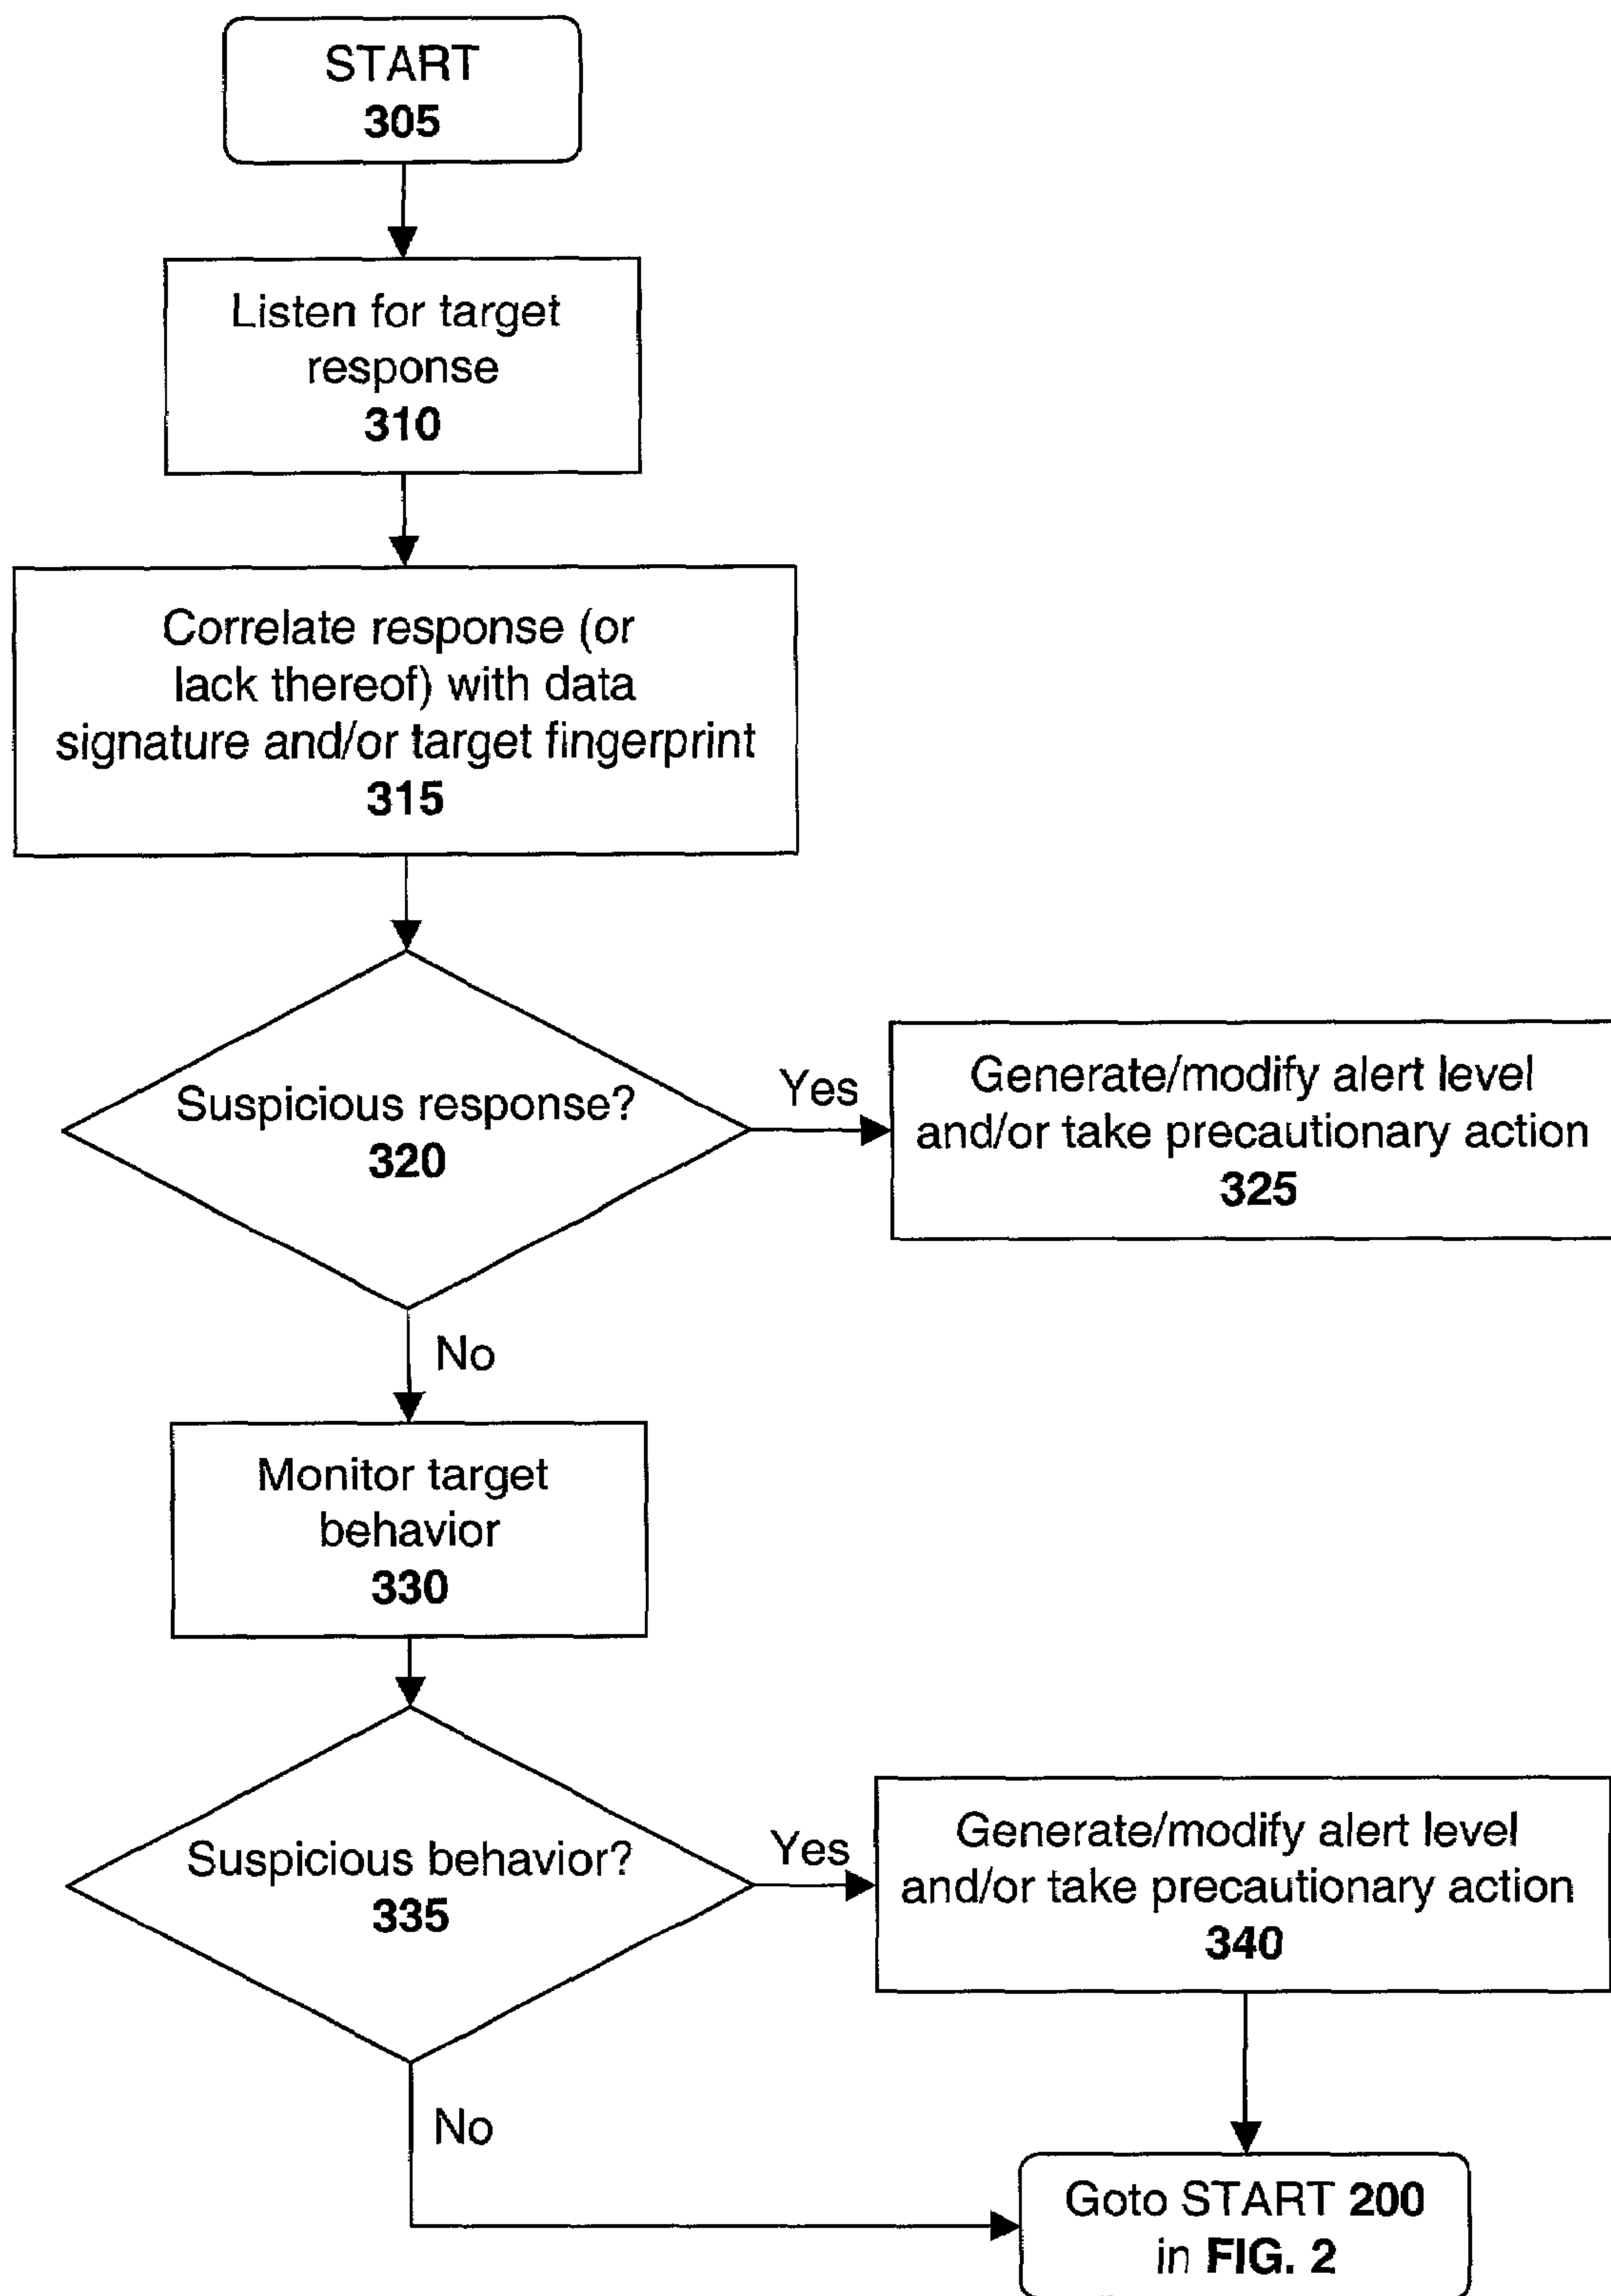 START
305
Listen for target
response
310
Correlate response (or
lack thereof) with data
signature and/or target fingerprint
315
Suspicious response?
320
Yes
Generate/modify alert level
and/or take precautionary action
325
No
Monitor target
behavior
330
Suspicious behavior?
335
Yes
Generate/modify alert level
and/or take precautionary action
340
No
Goto START 200
in FIG. 2